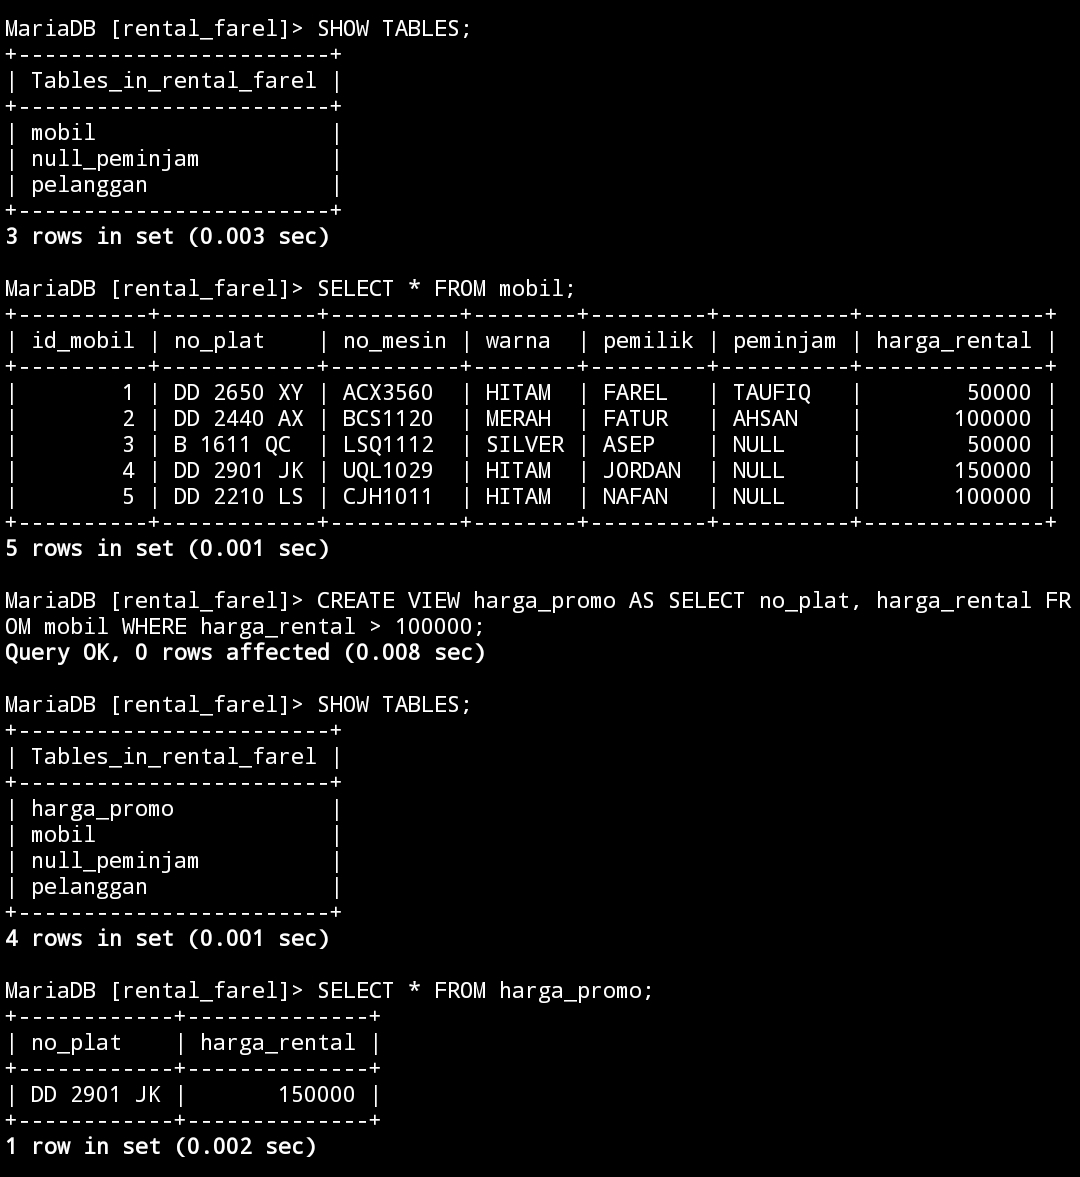 MariaDB [rental_farel]> SHOW TABLES;
+------------------------+
| Tables_in_rental_farel |
+------------------------+
| mobil                  |
| null_peminjam          |
| pelanggan              |
+------------------------+
3 rows in set (0.003 sec)

MariaDB [rental_farel]> SELECT * FROM mobil;
+----------+------------+----------+--------+---------+----------+--------------+
| id_mobil | no_plat    | no_mesin | warna  | pemilik | peminjam | harga_rental |
+----------+------------+----------+--------+---------+----------+--------------+
|        1 | DD 2650 XY | ACX3560  | HITAM  | FAREL   | TAUFIQ   |        50000 |
|        2 | DD 2440 AX | BCS1120  | MERAH  | FATUR   | AHSAN    |       100000 |
|        3 | B 1611 QC  | LSQ1112  | SILVER | ASEP    | NULL     |        50000 |
|        4 | DD 2901 JK | UQL1029  | HITAM  | JORDAN  | NULL     |       150000 |
|        5 | DD 2210 LS | CJH1011  | HITAM  | NAFAN   | NULL     |       100000 |
+----------+------------+----------+--------+---------+----------+--------------+
5 rows in set (0.001 sec)

MariaDB [rental_farel]> CREATE VIEW harga_promo AS SELECT no_plat, harga_rental FR
OM mobil WHERE harga_rental > 100000;
Query OK, 0 rows affected (0.008 sec)

MariaDB [rental_farel]> SHOW TABLES;
+------------------------+
| Tables_in_rental_farel |
+------------------------+
| harga_promo            |
| mobil                  |
| null_peminjam          |
| pelanggan              |
+------------------------+
4 rows in set (0.001 sec)

MariaDB [rental_farel]> SELECT * FROM harga_promo;
+------------+--------------+
| no_plat    | harga_rental |
+------------+--------------+
| DD 2901 JK |       150000 |
+------------+--------------+
1 row in set (0.002 sec)